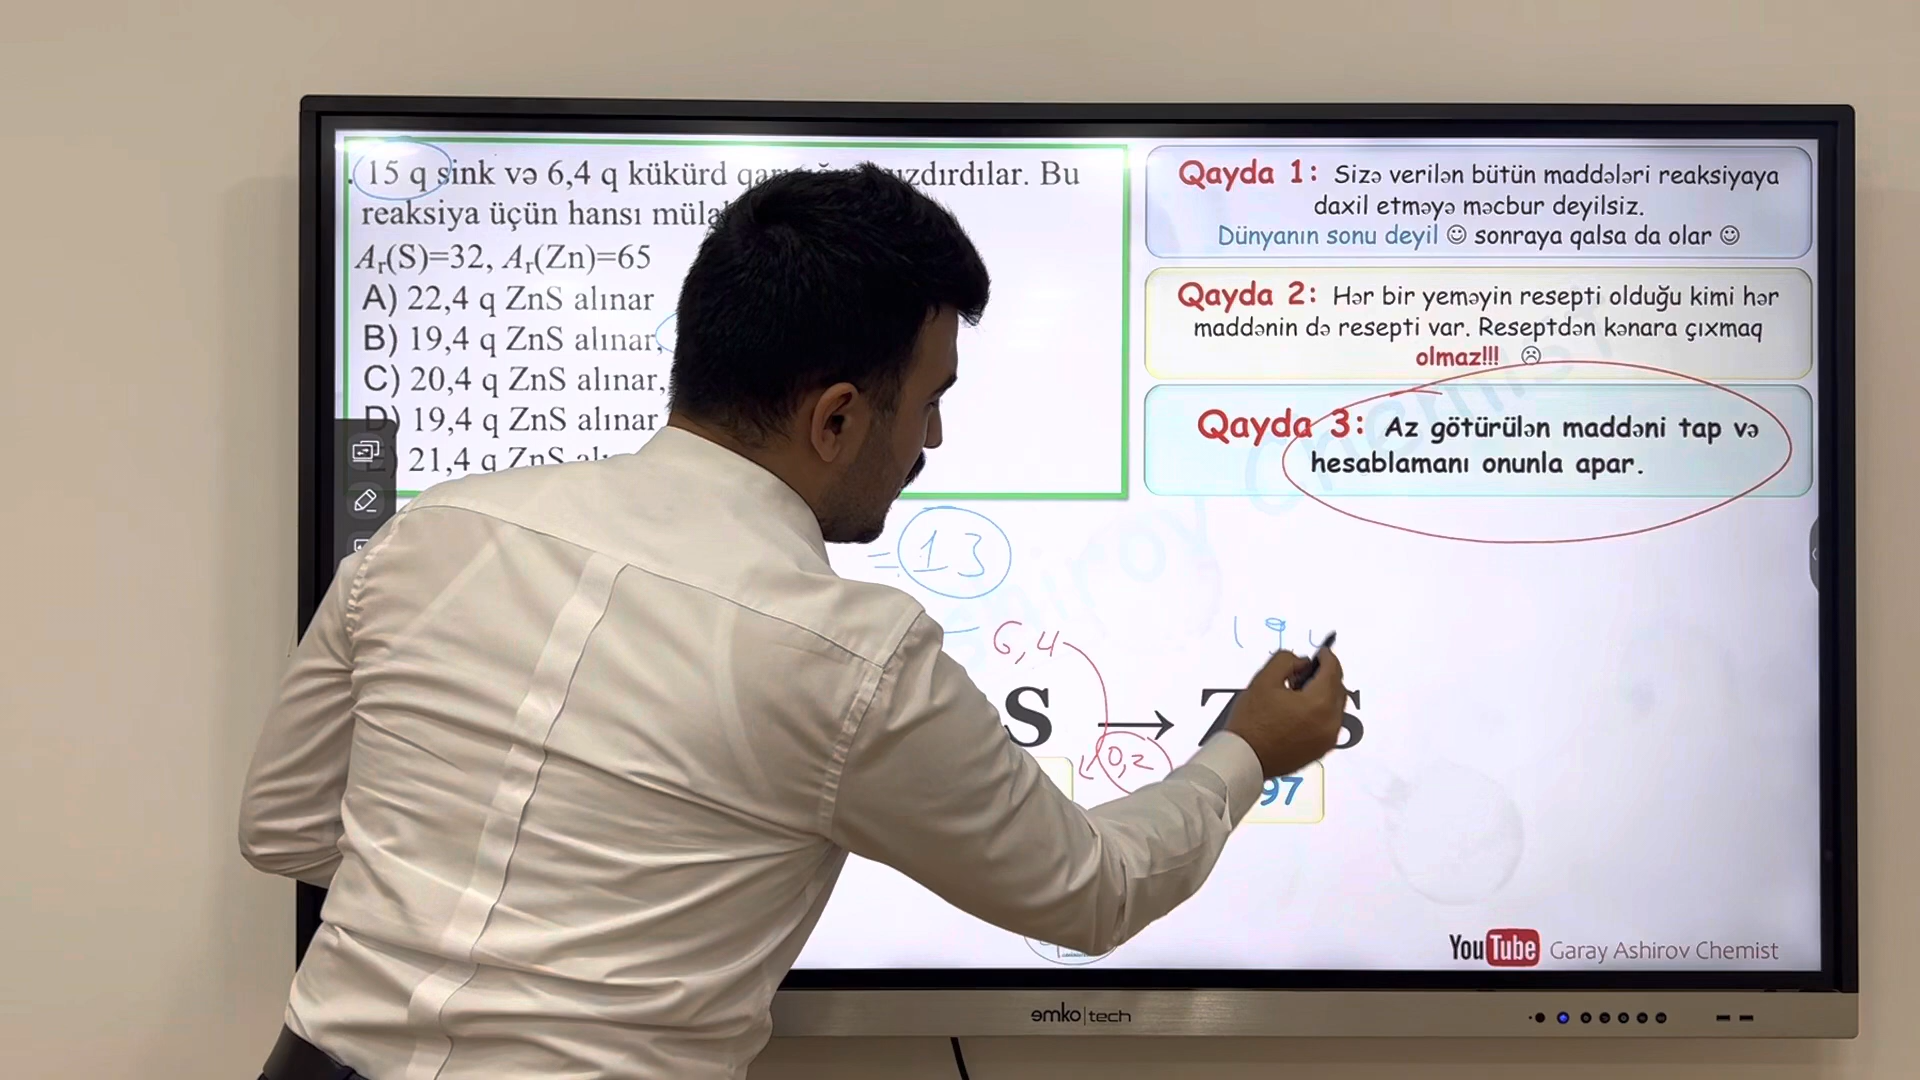 15 q sink və 6,4 q kükürd
zdırdılar. Bu
reaksiya üçün hansı
Aᵣ(S)=32, Aᵣ(Zn)=65
A) 22,4 q ZnS alınar
B) 19,4 q ZnS alınar,
C) 20,4 q ZnS alınar,
D) 19,4 q ZnS alınar
21,4 q ZnS
Qayda 1: Sizə verilən bütün maddələri reaksiyaya
daxil etməyə məcbur deyilsiz.
Dünyanın sonu deyil ☺ sonraya qalsa da olar ☺
Qayda 2: Hər bir yeməyin resepti olduğu kimi hər
maddənin də resepti var. Reseptdən kənara çıxmaq
olmaz!!! ☹
Qayda 3: Az götürülən maddəni tap və
hesablamanı onunla apar.
= 13
6,4
19,4
S → Z S
0,2
97
YouTube Garay Ashirov Chemist
emko|tech